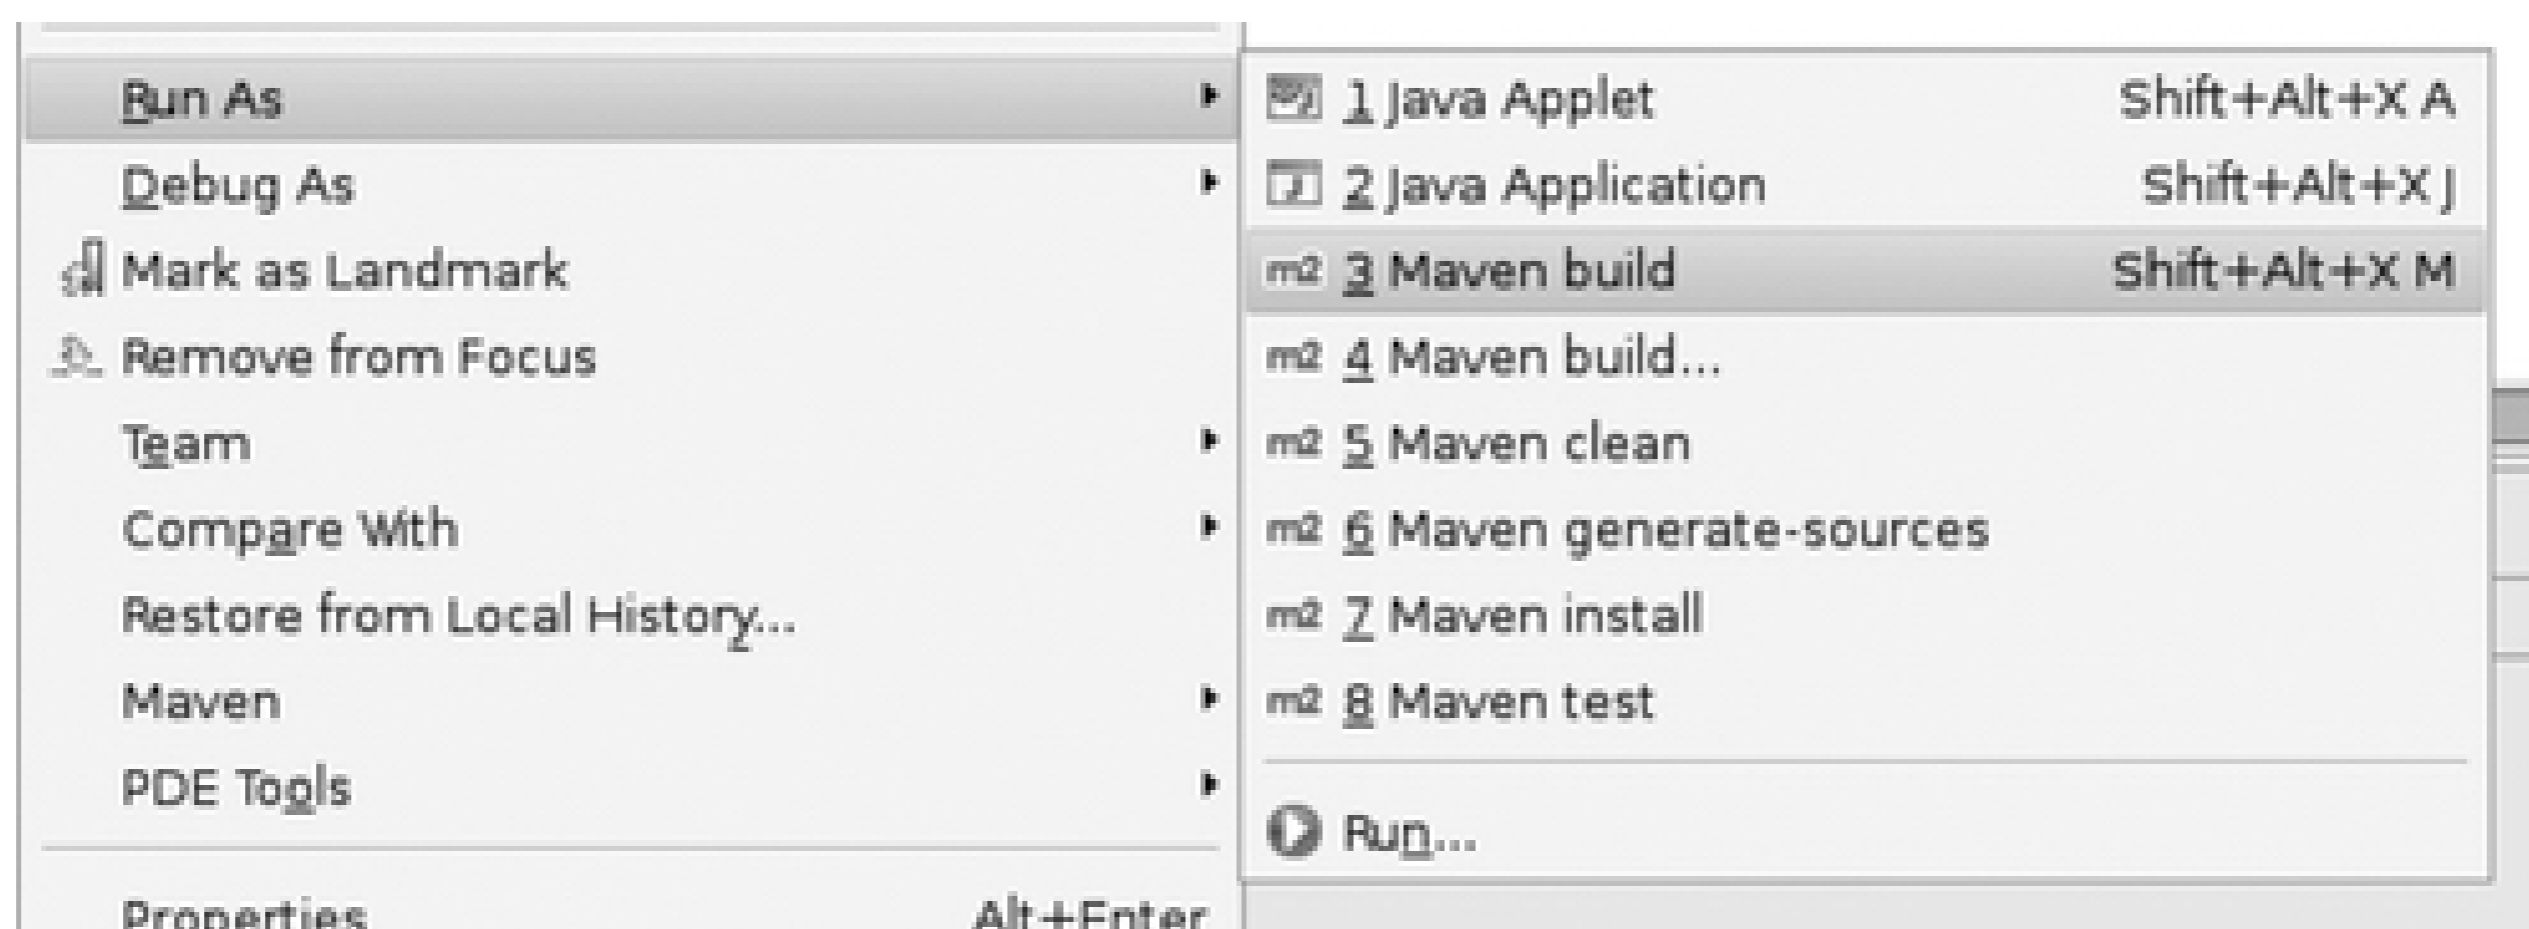 Run As
Debug As
Mark as Landmark
Remove from Focus
Team
Compare With
Restore from Local History...
Maven
PDE Tools
Properties Alt+Enter
1 Java Applet Shift+Alt+X A
2 Java Application Shift+Alt+X J
m2 3 Maven build Shift+Alt+X M
m2 4 Maven build...
m2 5 Maven clean
m2 6 Maven generate-sources
m2 7 Maven install
m2 8 Maven test
Run...